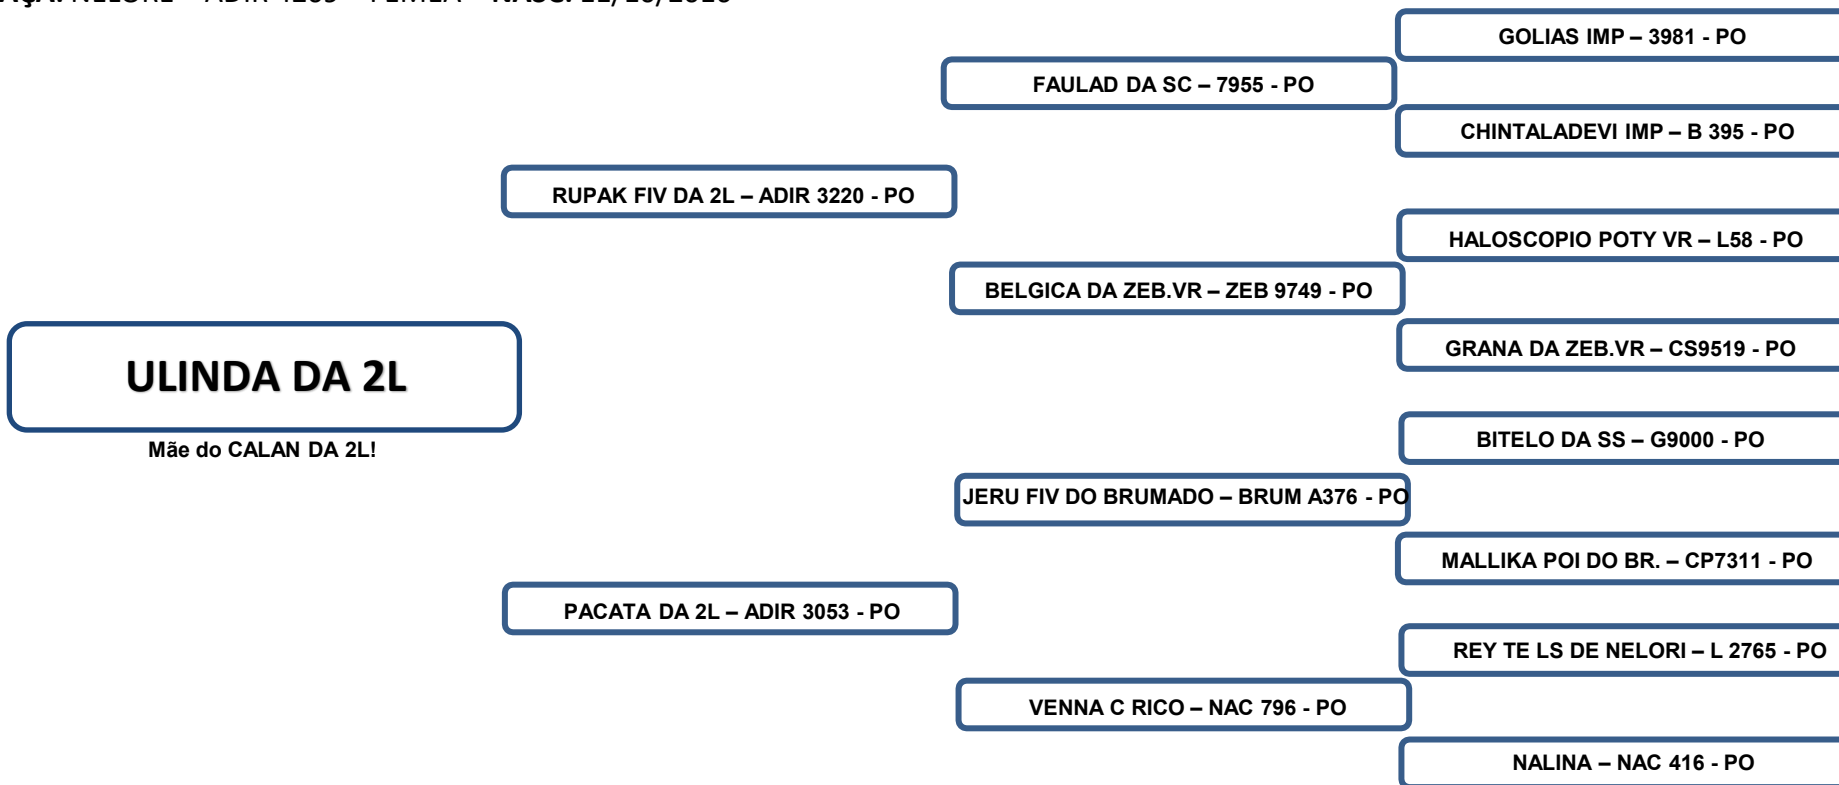 NASC.
GOLIAS IMP – 3981 - PO
FAULAD DA SC – 7955 - PO
CHINTALADEVI IMP – B 395 - PO
RUPAK FIV DA 2L – ADIR 3220 - PO
HALOSCOPIO POTY VR – L58 - PO
BELGICA DA ZEB.VR – ZEB 9749 - PO
GRANA DA ZEB.VR – CS9519 - PO
ULINDA DA 2L
Mãe do CALAN DA 2L!
BITELO DA SS – G9000 - PO
JERU FIV DO BRUMADO – BRUM A376 - PO
MALLIKA POI DO BR. – CP7311 - PO
PACATA DA 2L – ADIR 3053 - PO
REY TE LS DE NELORI – L 2765 - PO
VENNA C RICO – NAC 796 - PO
NALINA – NAC 416 - PO